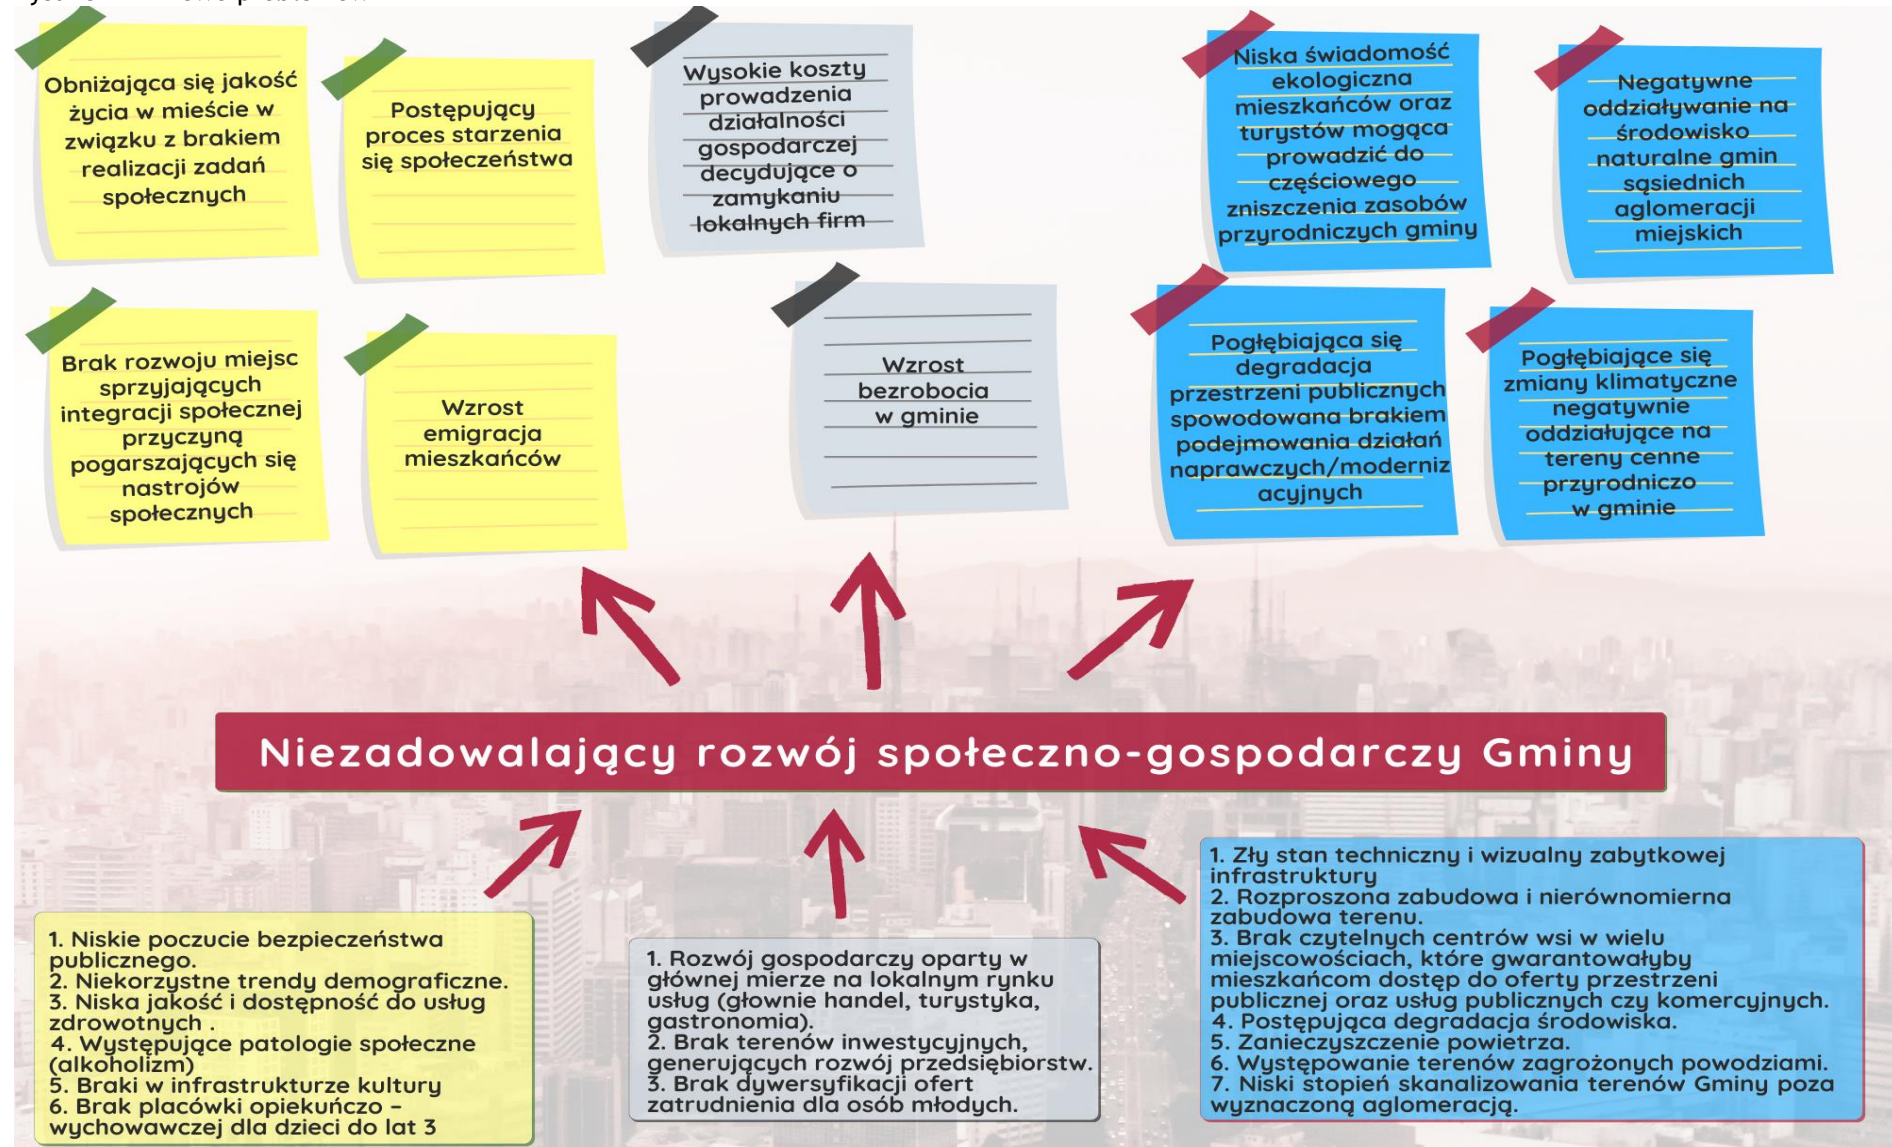 Obniżająca się jakość
życia w mieście w
związku z brakiem
realizacji zadań
społecznych
Postępujący
proces starzenia
się społeczeństwa
Wysokie koszty
prowadzenia
działalności
gospodarczej
decydujące o
zamykaniu
lokalnych firm
Niska świadomość
ekologiczna
mieszkańców oraz
turystów mogąca
prowadzić do
częściowego
zniszczenia zasobów
przyrodniczych gminy
Negatywne
oddziaływanie na
środowisko
naturalne gmin
sąsiednich
aglomeracji
miejskich
Brak rozwoju miejsc
sprzyjających
integracji społecznej
przyczyną
pogarszających się
nastrojów
społecznych
Wzrost
emigracja
mieszkańców
Wzrost
bezrobocia
w gminie
Pogłębiająca się
degradacja
przestrzeni publicznych
spowodowana brakiem
podejmowania działań
naprawczych/moderniz
acyjnych
Pogłębiające się
zmiany klimatyczne
negatywnie
oddziałujące na
tereny cenne
przyrodniczo
w gminie
Niezadowalający rozwój społeczno-gospodarczy Gminy
1. Niskie poczucie bezpieczeństwa
publicznego.
2. Niekorzystne trendy demograficzne.
3. Niska jakość i dostępność do usług
zdrowotnych .
4. Występujące patologie społeczne
(alkoholizm)
5. Braki w infrastrukturze kultury
6. Brak placówki opiekuńczo –
wychowawczej dla dzieci do lat 3
1. Rozwój gospodarczy oparty w
głównej mierze na lokalnym rynku
usług (głownie handel, turystyka,
gastronomia).
2. Brak terenów inwestycyjnych,
generujących rozwój przedsiębiorstw.
3. Brak dywersyfikacji ofert
zatrudnienia dla osób młodych.
1. Zły stan techniczny i wizualny zabytkowej
infrastruktury
2. Rozproszona zabudowa i nierównomierna
zabudowa terenu.
3. Brak czytelnych centrów wsi w wielu
miejscowościach, które gwarantowałyby
mieszkańcom dostęp do oferty przestrzeni
publicznej oraz usług publicznych czy komercyjnych.
4. Postępująca degradacja środowiska.
5. Zanieczyszczenie powietrza.
6. Występowanie terenów zagrożonych powodziami.
7. Niski stopień skanalizowania terenów Gminy poza
wyznaczoną aglomeracją.